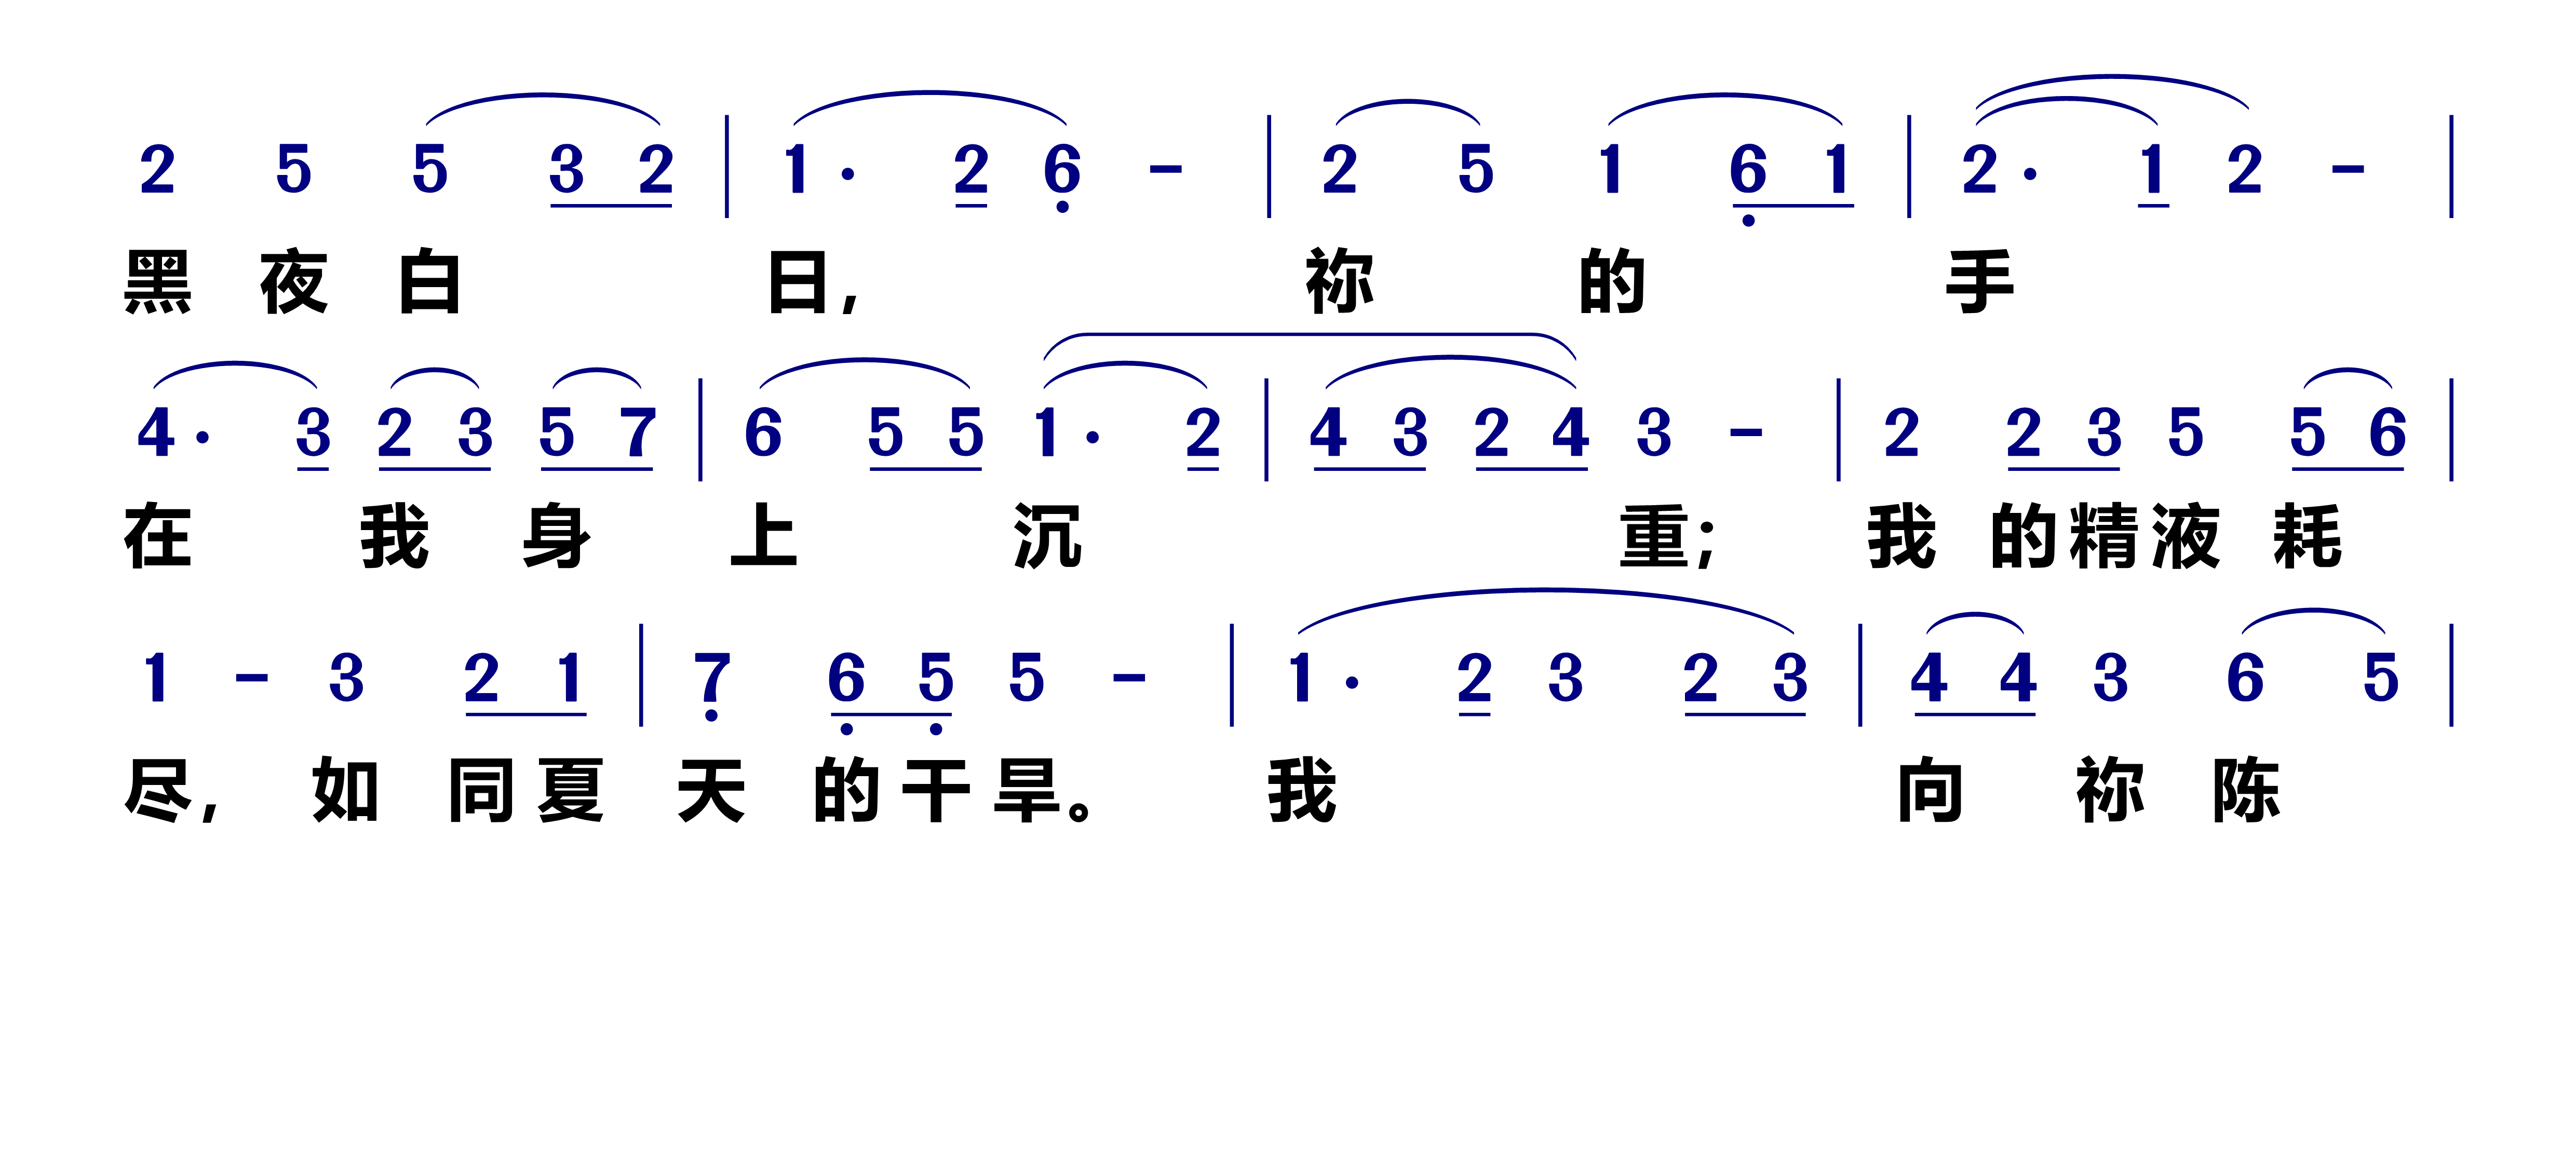 2 5 5 3 2 | 1 · 2 6 - | 2 5 1 6 1 | 2 · 1 2 - |
黑 夜 白 日, 祢 的 手
4 · 3 2 3 5 7 | 6 5 5 1 · 2 | 4 3 2 4 3 - | 2 2 3 5 5 6 |
在 我 身 上 沉 重; 我 的 精 液 耗
1 - 3 2 1 | 7 6 5 5 - | 1 · 2 3 2 3 | 4 4 3 6 5 |
尽, 如 同 夏 天 的 干 旱。 我 向 祢 陈